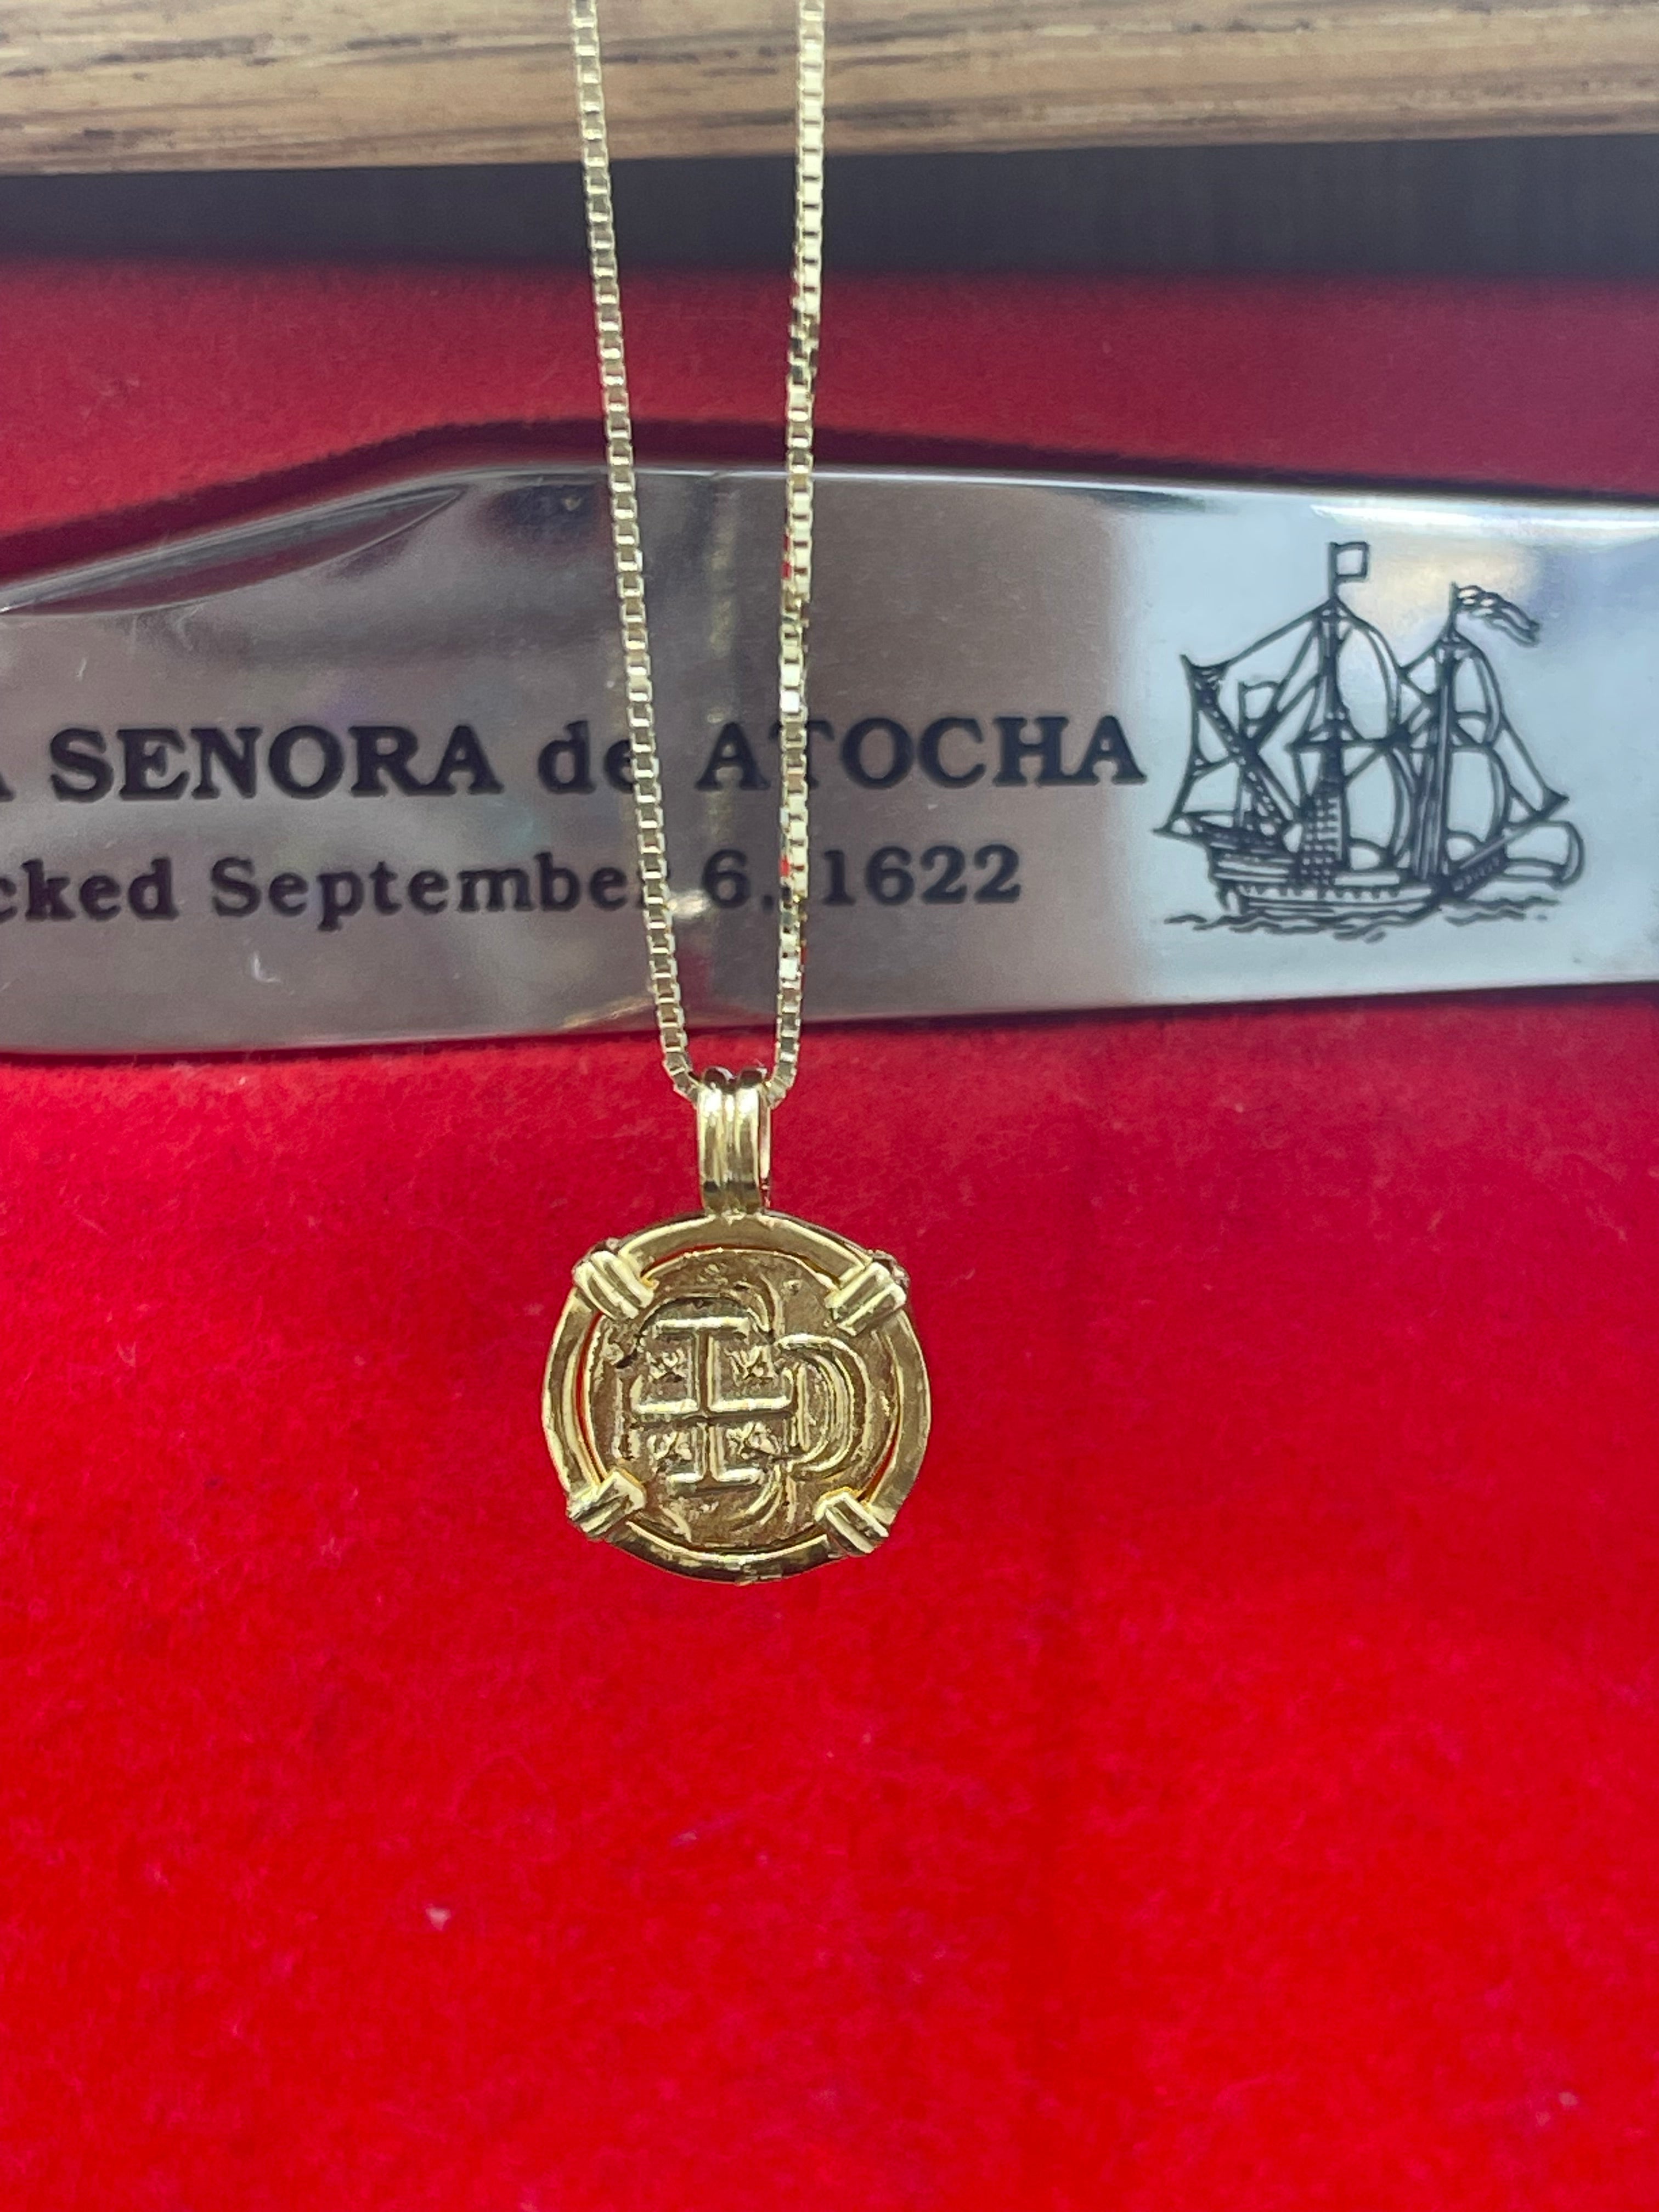 A SENORA de ATOCHA
cked September 6, 1622